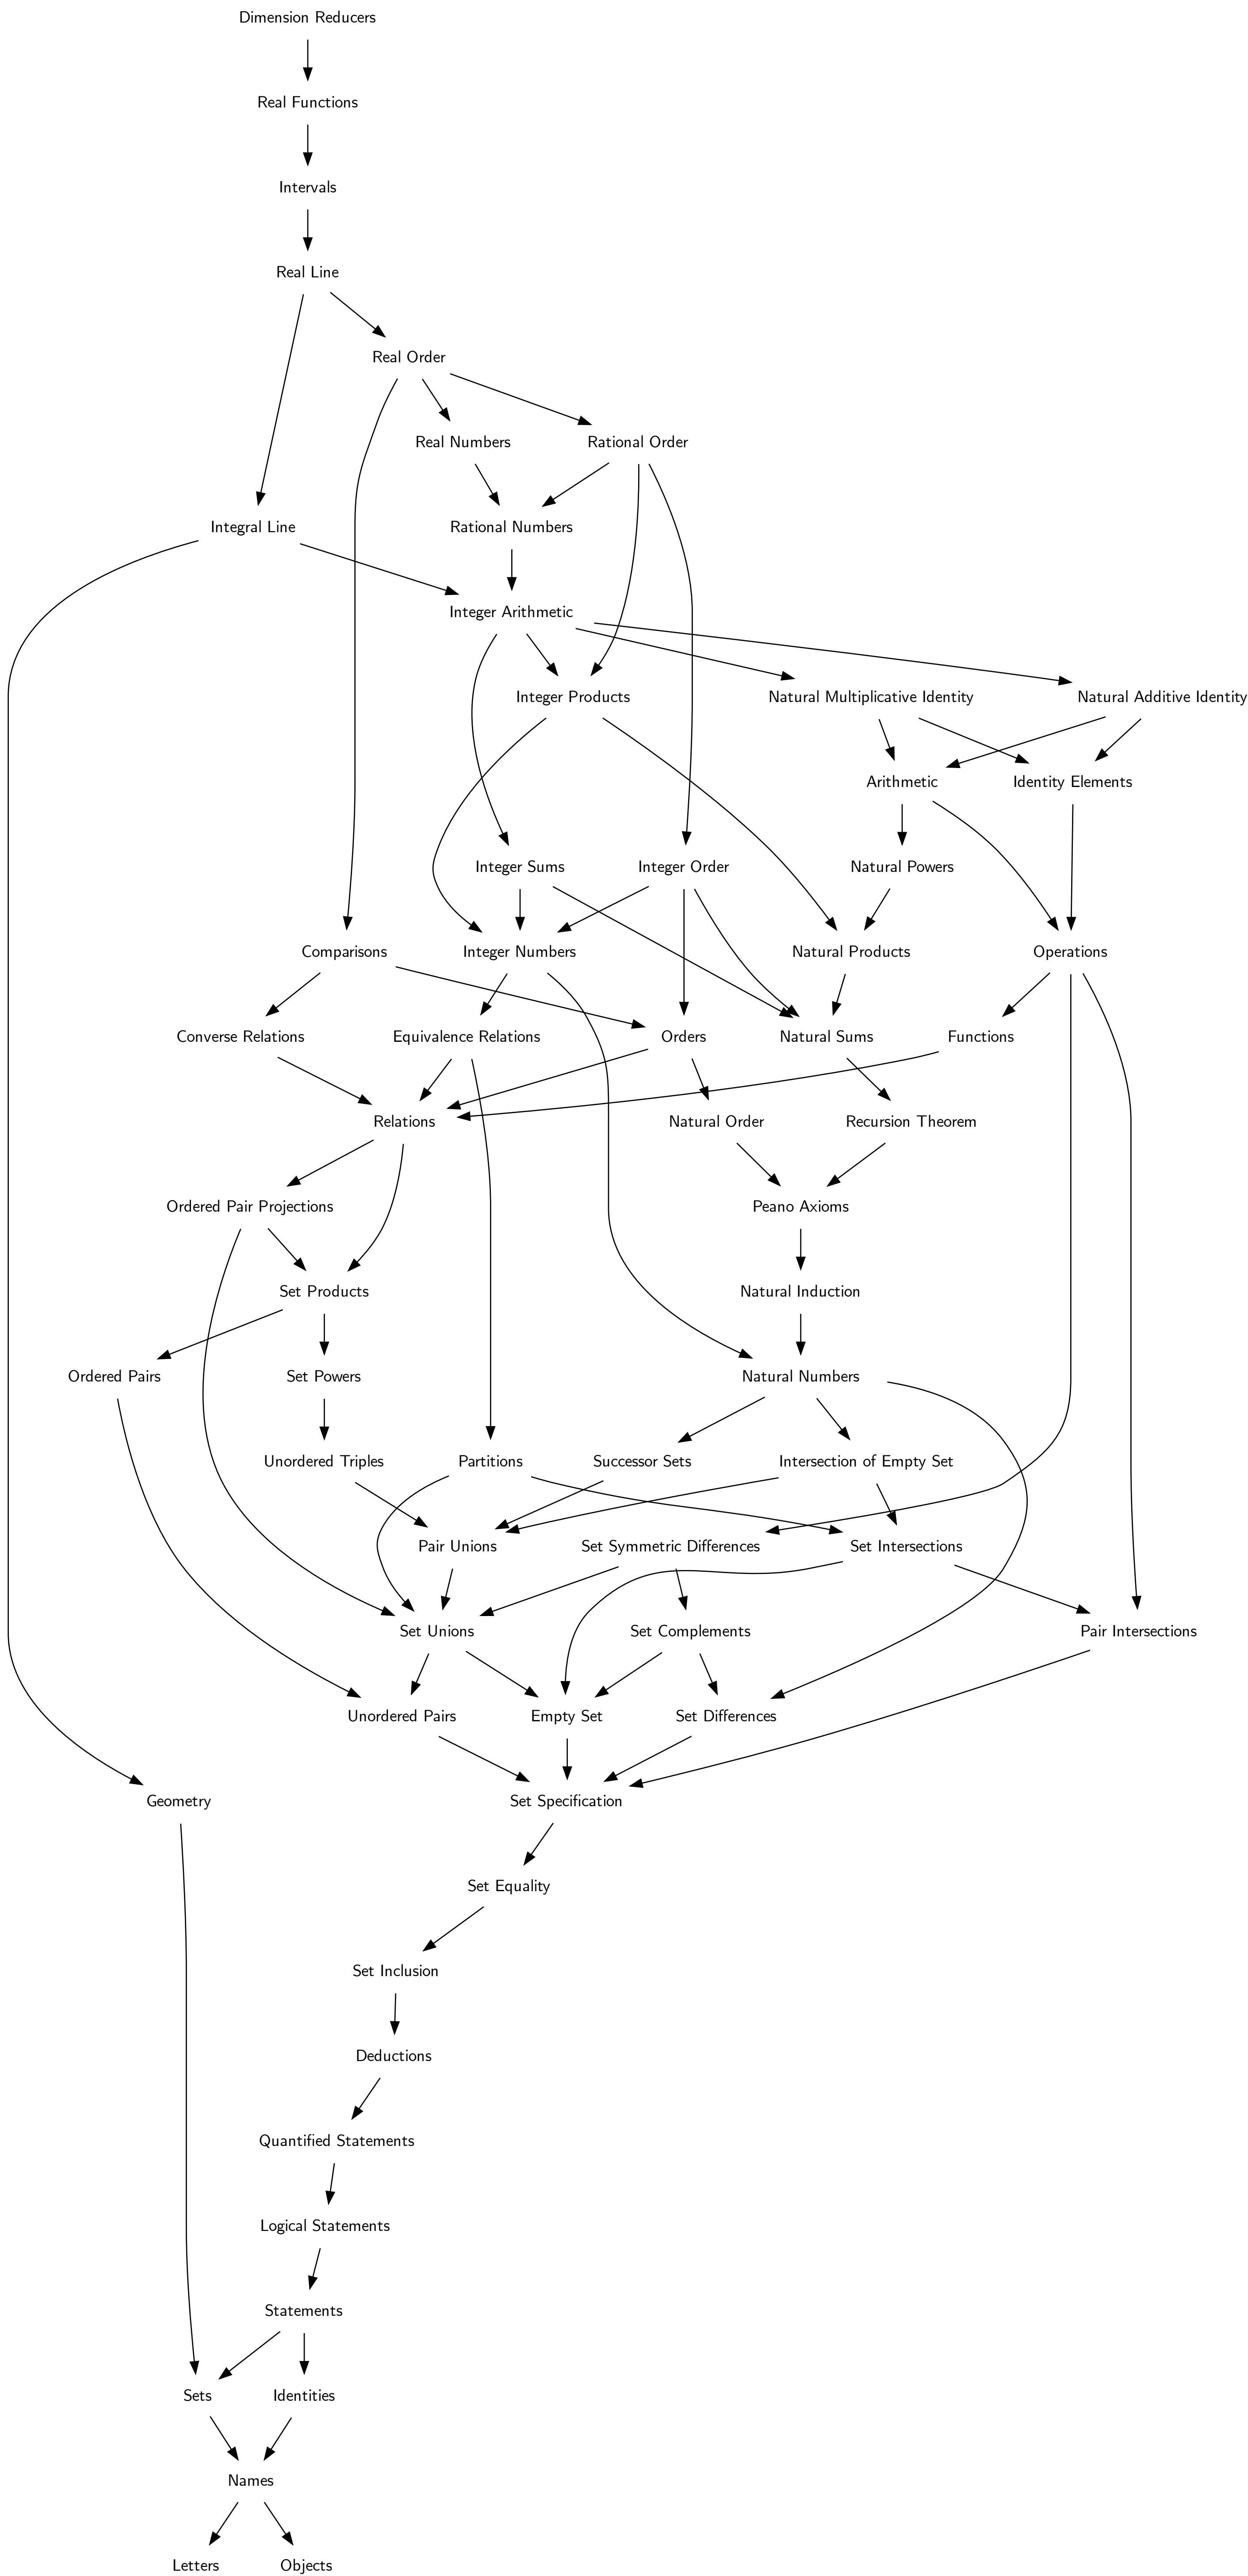 Dimension Reducers
Real Functions
Intervals
Real Line
Real Order
Real Numbers
Rational Order
Integral Line
Rational Numbers
Integer Arithmetic
Integer Products
Natural Multiplicative Identity
Natural Additive Identity
Arithmetic
Identity Elements
Integer Sums
Integer Order
Natural Powers
Comparisons
Integer Numbers
Natural Products
Operations
Converse Relations
Equivalence Relations
Orders
Natural Sums
Functions
Relations
Natural Order
Recursion Theorem
Ordered Pair Projections
Peano Axioms
Set Products
Natural Induction
Ordered Pairs
Set Powers
Natural Numbers
Unordered Triples
Partitions
Successor Sets
Intersection of Empty Set
Pair Unions
Set Symmetric Differences
Set Intersections
Set Unions
Set Complements
Pair Intersections
Unordered Pairs
Empty Set
Set Differences
Geometry
Set Specification
Set Equality
Set Inclusion
Deductions
Quantified Statements
Logical Statements
Statements
Sets
Identities
Names
Letters
Objects